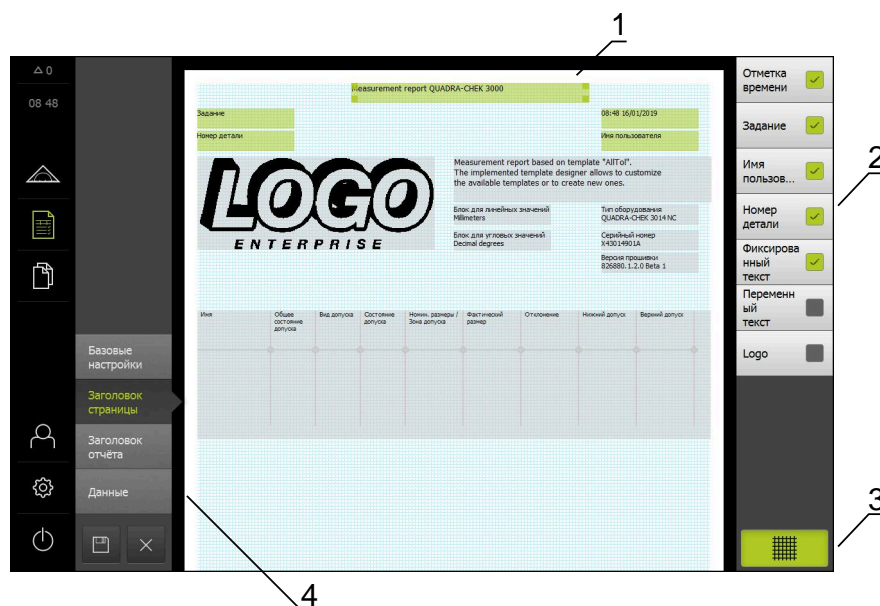 1
△ 0
08 48
Measurement report QUADRA-CHEK 3000
Задание
08:48 16/01/2019
Номер детали
Имя пользователя
LOGO
ENTERPRISE
Measurement report based on template "AllTol".
The implemented template designer allows to customize
the available templates or to create new ones.
Блок для линейных значений
Millimeters
Тип оборудования
QUADRA-CHEK 3014 NC
Блок для угловых значений
Decimal degrees
Серийный номер
X43014901A
Версия прошивки
826880.1.2.0 Beta 1
Имя
Общее
состояние
допуска
Вид допуска
Состояние
допуска
Номин. размеры /
Зона допуска
Фактический
размер
Отклонение
Нижний допуск
Верхний допуск
Базовые
настройки
Заголовок
страницы
Заголовок
отчёта
Данные
Отметка
времени
Задание
Имя
пользов...
Номер
детали
Фиксирова
нный
текст
Переменн
ый
текст
Logo
2
3
4